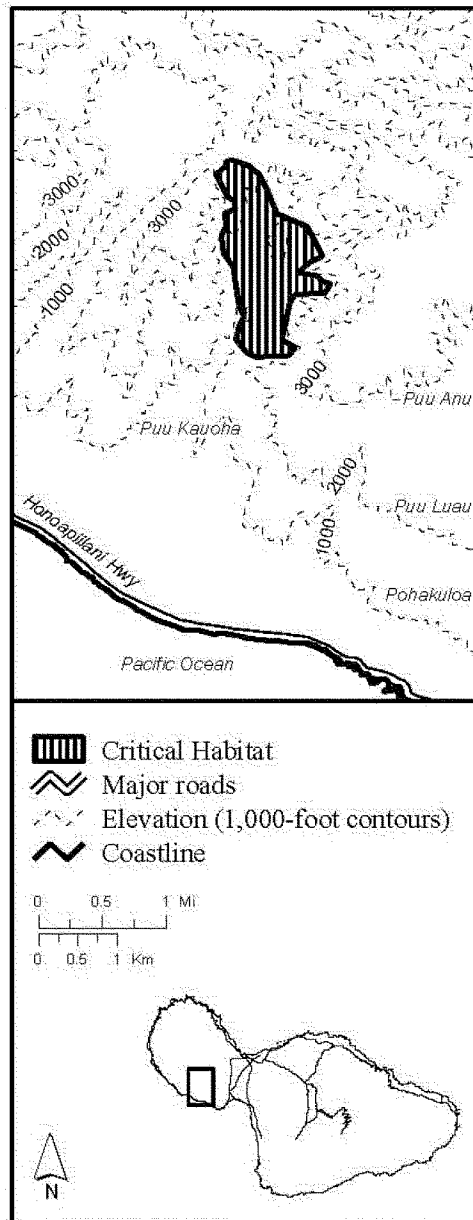 3000
2000
1000
3000
3000
Puu Anu
Puu Kauoha
2000
Puu Luau
1000
Honoapiilani Hwy
Pohakuloa
Pacific Ocean
Critical Habitat
Major roads
Elevation (1,000-foot contours)
Coastline
0 0.5 1 Mi
0 0.5 1 Km
N